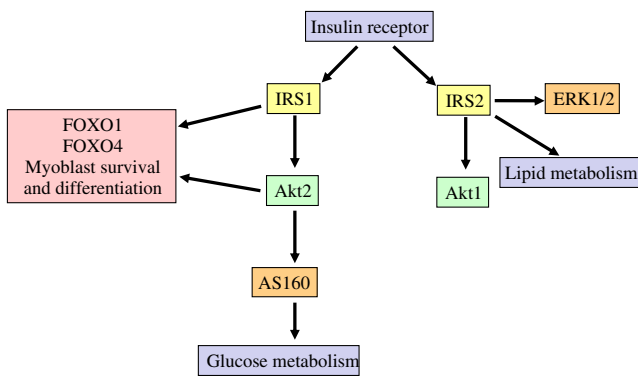 Insulin receptor
IRS1
IRS2
ERK1/2
FOXO1
FOXO4
Myoblast survival
and differentiation
Lipid metabolism
Akt2
Akt1
AS160
Glucose metabolism